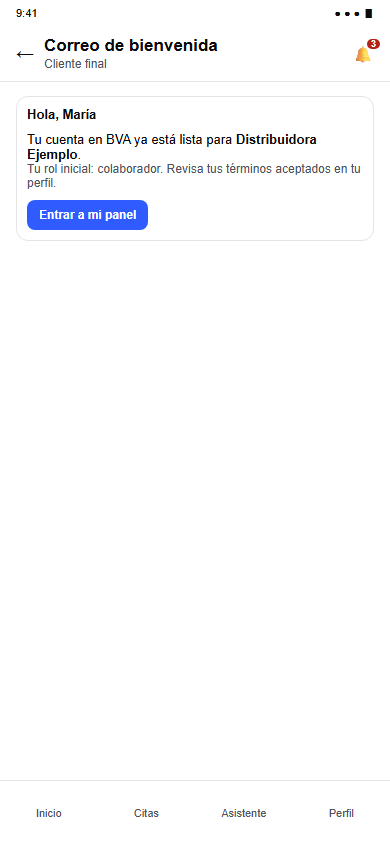 9:41
Correo de bienvenida
Cliente final
3
Hola, María
Tu cuenta en BVA ya está lista para Distribuidora
Ejemplo.
Tu rol inicial: colaborador. Revisa tus términos aceptados en tu
perfil.
Entrar a mi panel
Inicio
Citas
Asistente
Perfil